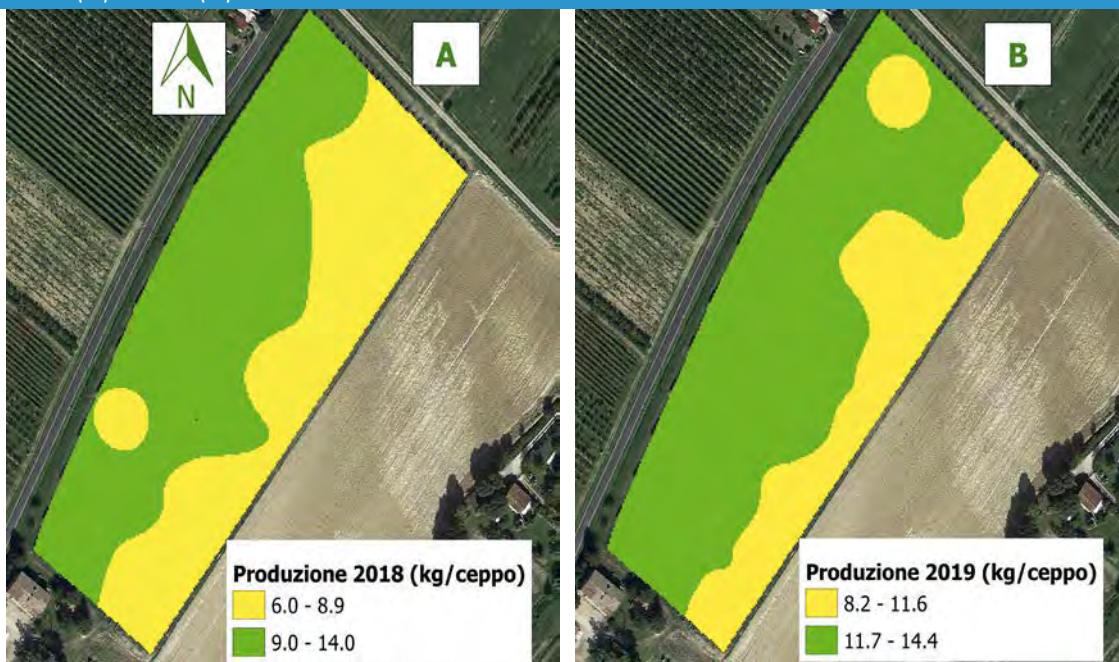 N
A
Produzione 2018 (kg/ceppo)
6.0 - 8.9
9.0 - 14.0
B
Produzione 2019 (kg/ceppo)
8.2 - 11.6
11.7 - 14.4